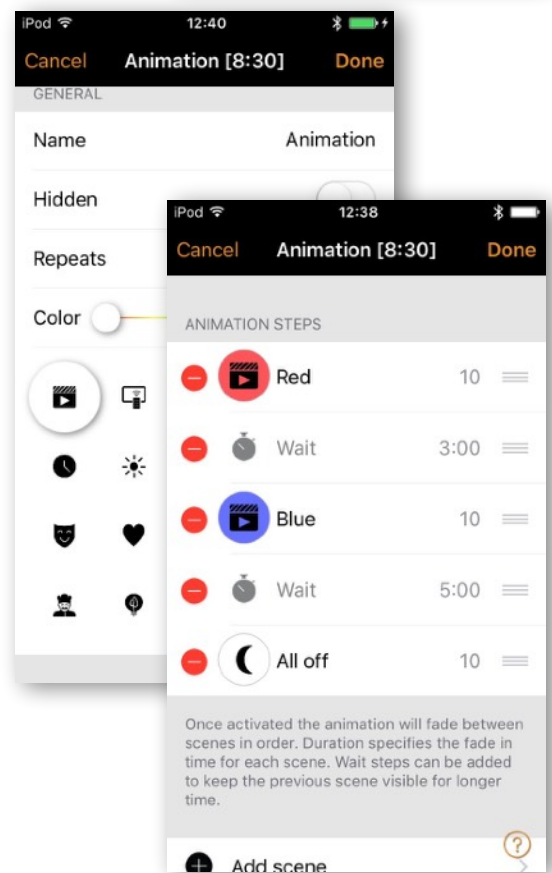 iPod 12:40
Cancel Animation [8:30] Done
GENERAL
Name Animation
Hidden
Repeats
Color
iPod 12:38
Cancel Animation [8:30] Done
ANIMATION STEPS
Red 10
Wait 3:00
Blue 10
Wait 5:00
All off 10
Once activated the animation will fade between
scenes in order. Duration specifies the fade in
time for each scene. Wait steps can be added
to keep the previous scene visible for longer
time.
?
Add scene